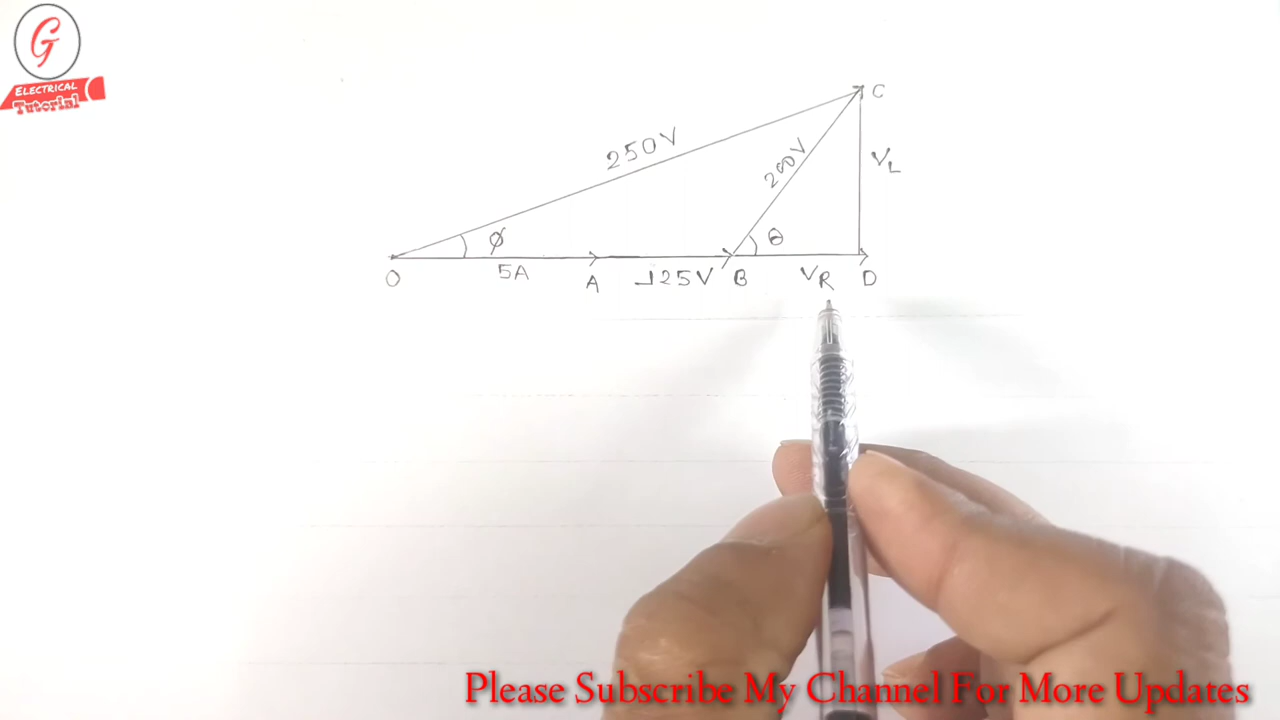 G
ELECTRICAL
Tutorial
C
250V
200V
VL
Φ
θ
O
5A
A
125V
B
VR
D
Please Subscribe My Channel For More Updates